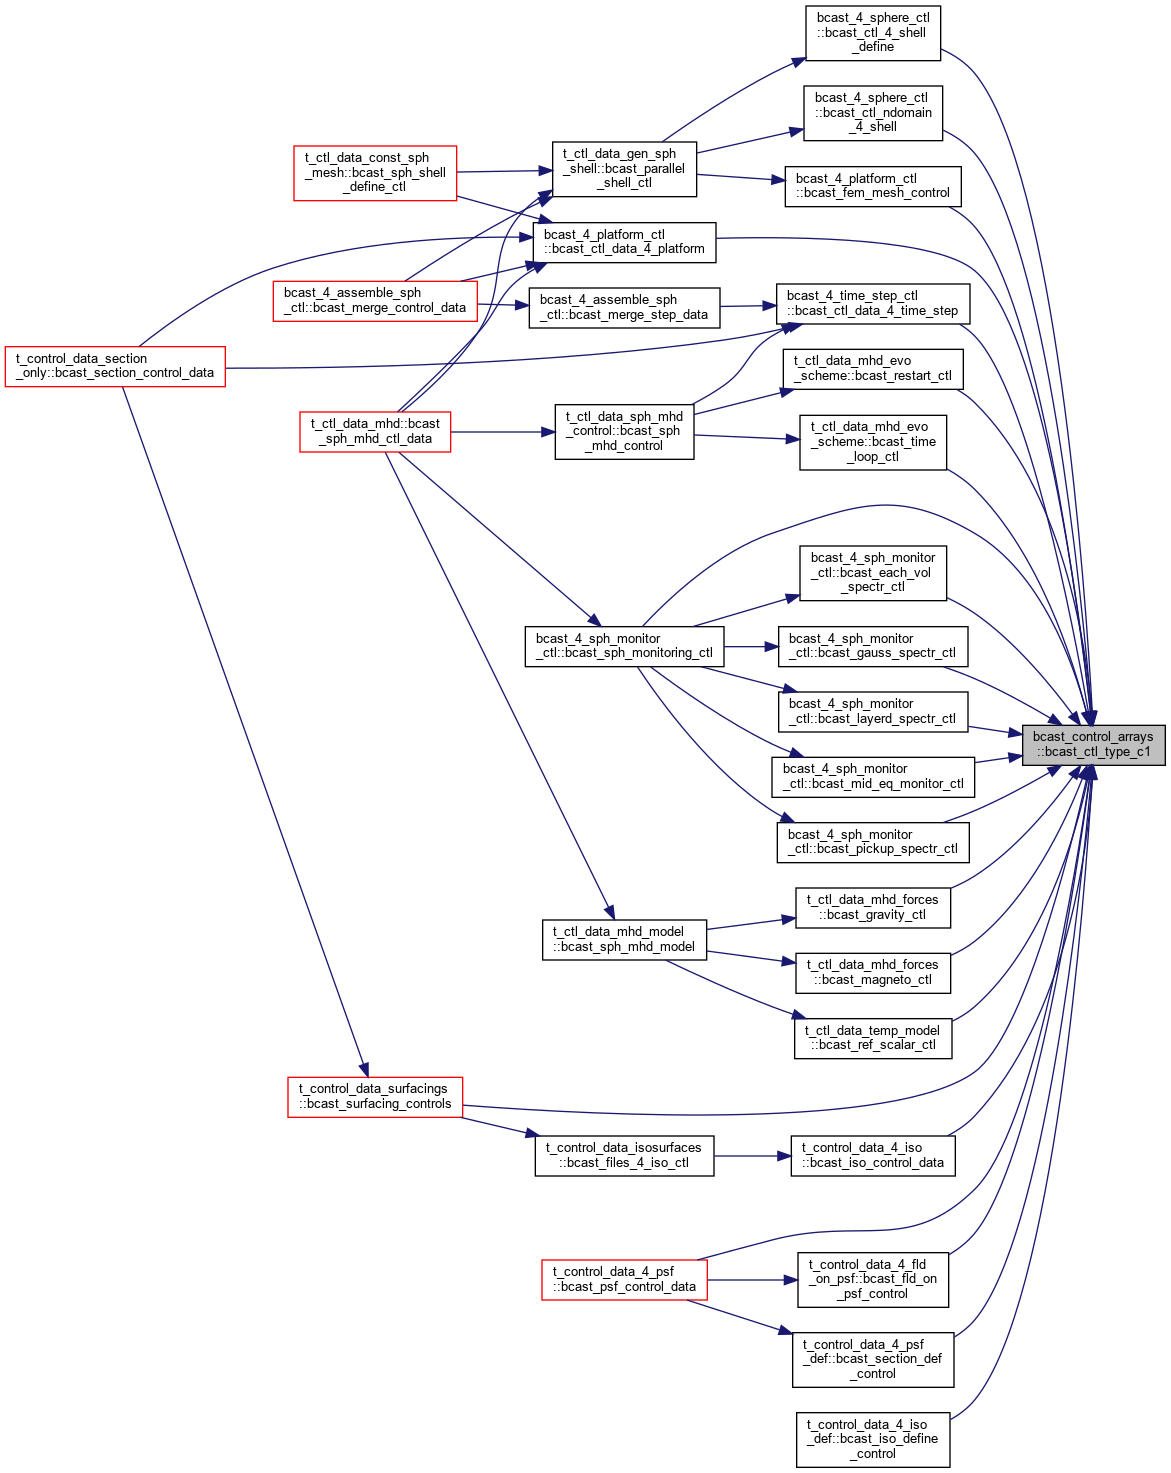 bcast_4_sphere_ctl
::bcast_ctl_4_shell
_define
bcast_4_sphere_ctl
::bcast_ctl_ndomain
_4_shell
t_ctl_data_const_sph
_mesh::bcast_sph_shell
_define_ctl
t_ctl_data_gen_sph
_shell::bcast_parallel
_shell_ctl
bcast_4_platform_ctl
::bcast_fem_mesh_control
bcast_4_platform_ctl
::bcast_ctl_data_4_platform
bcast_4_assemble_sph
_ctl::bcast_merge_control_data
bcast_4_assemble_sph
_ctl::bcast_merge_step_data
bcast_4_time_step_ctl
::bcast_ctl_data_4_time_step
t_control_data_section
_only::bcast_section_control_data
t_ctl_data_mhd_evo
_scheme::bcast_restart_ctl
t_ctl_data_mhd::bcast
_sph_mhd_ctl_data
t_ctl_data_sph_mhd
_control::bcast_sph
_mhd_control
t_ctl_data_mhd_evo
_scheme::bcast_time
_loop_ctl
bcast_4_sph_monitor
_ctl::bcast_each_vol
_spectr_ctl
bcast_4_sph_monitor
_ctl::bcast_sph_monitoring_ctl
bcast_4_sph_monitor
_ctl::bcast_gauss_spectr_ctl
bcast_4_sph_monitor
_ctl::bcast_layerd_spectr_ctl
bcast_control_arrays
::bcast_ctl_type_c1
bcast_4_sph_monitor
_ctl::bcast_mid_eq_monitor_ctl
bcast_4_sph_monitor
_ctl::bcast_pickup_spectr_ctl
t_ctl_data_mhd_forces
::bcast_gravity_ctl
t_ctl_data_mhd_model
::bcast_sph_mhd_model
t_ctl_data_mhd_forces
::bcast_magneto_ctl
t_ctl_data_temp_model
::bcast_ref_scalar_ctl
t_control_data_surfacings
::bcast_surfacing_controls
t_control_data_isosurfaces
::bcast_files_4_iso_ctl
t_control_data_4_iso
::bcast_iso_control_data
t_control_data_4_psf
::bcast_psf_control_data
t_control_data_4_fld
_on_psf::bcast_fld_on
_psf_control
t_control_data_4_psf
_def::bcast_section_def
_control
t_control_data_4_iso
_def::bcast_iso_define
_control